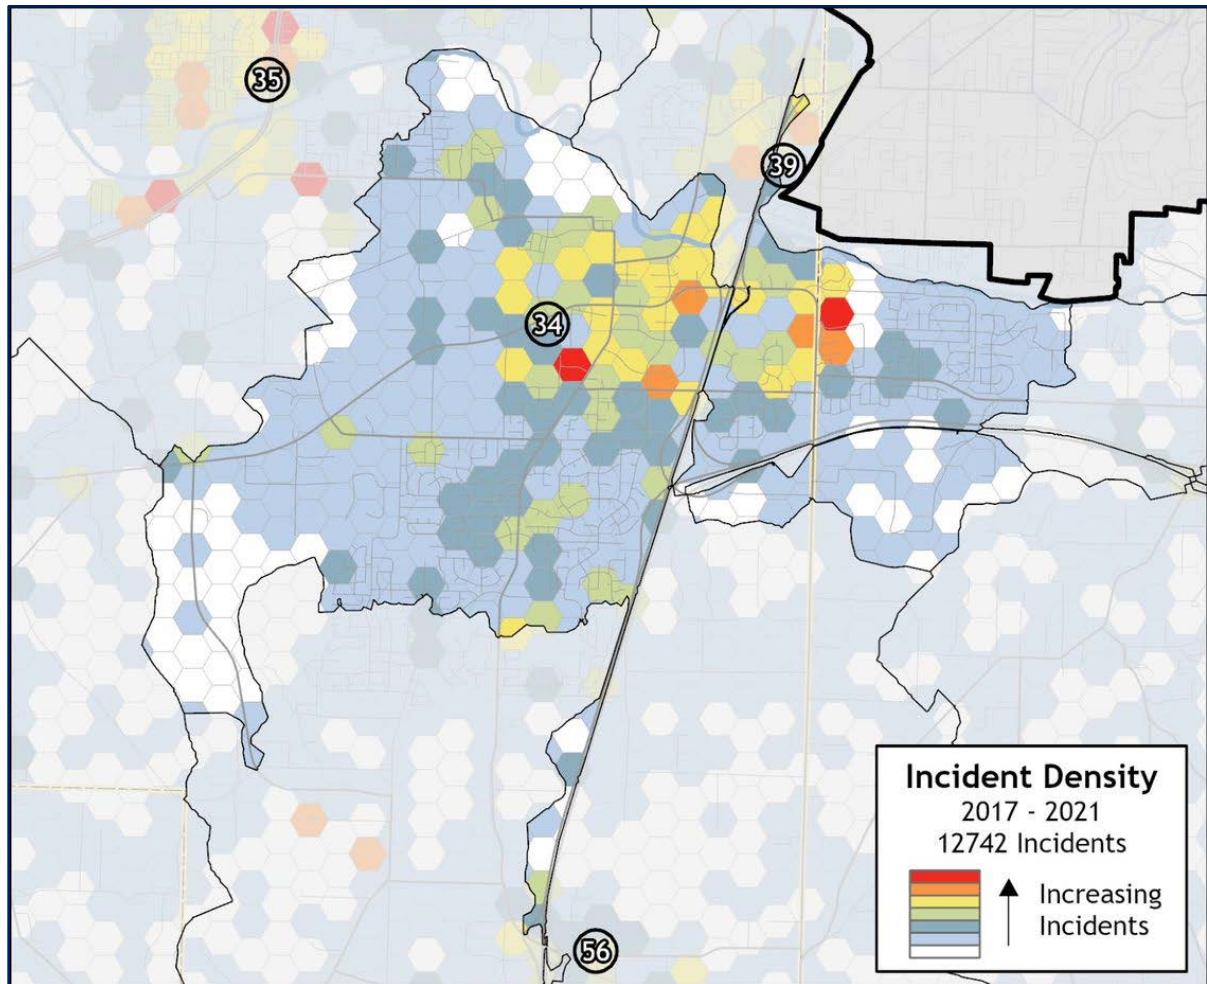 35
39
34
Incident Density
2017 - 2021
12742 Incidents
Increasing
Incidents
56